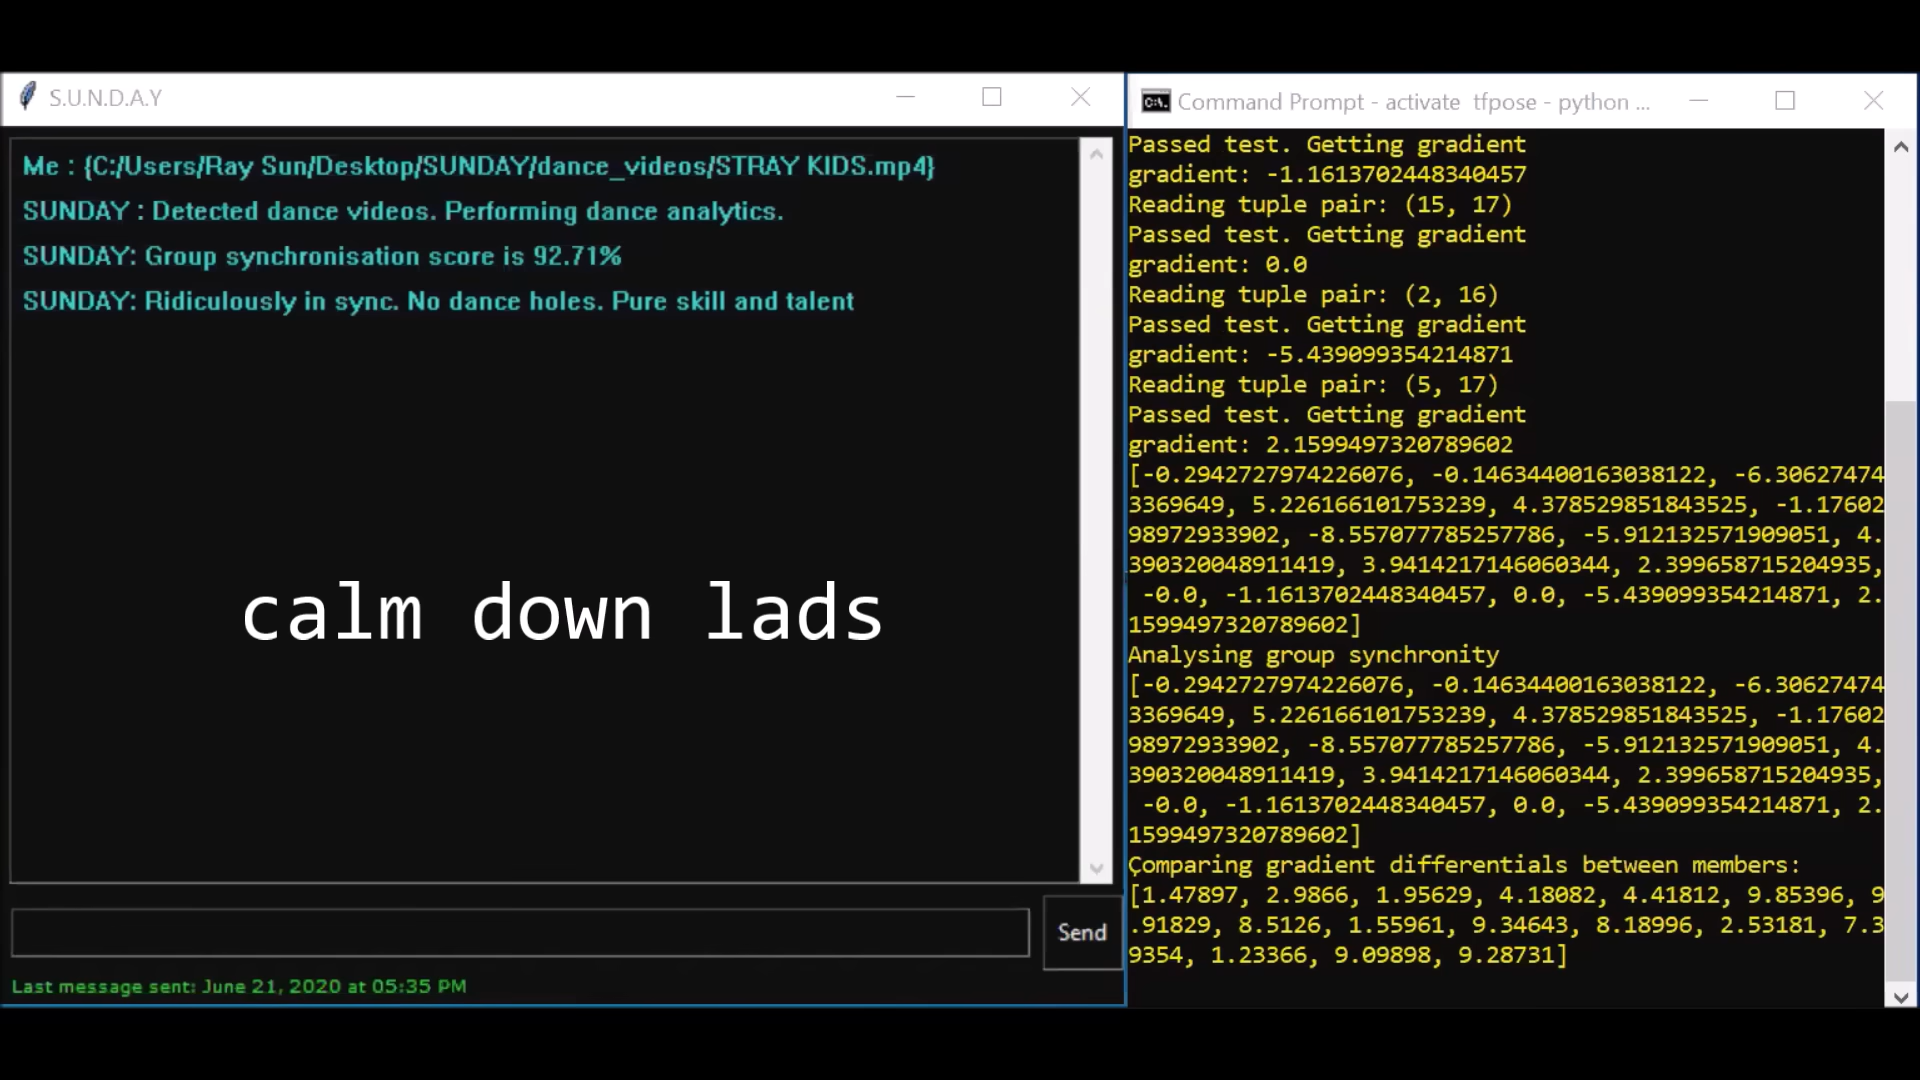 S.U.N.D.A.Y
Me : {C:/Users/Ray Sun/Desktop/SUNDAY/dance_videos/STRAY KIDS.mp4}
SUNDAY : Detected dance videos. Performing dance analytics.
SUNDAY: Group synchronisation score is 92.71%
SUNDAY: Ridiculously in sync. No dance holes. Pure skill and talent
calm down lads
Send
Last message sent: June 21, 2020 at 05:35 PM
C:\. Command Prompt - activate  tfpose - python ...
Passed test. Getting gradient
gradient: -1.1613702448340457
Reading tuple pair: (15, 17)
Passed test. Getting gradient
gradient: 0.0
Reading tuple pair: (2, 16)
Passed test. Getting gradient
gradient: -5.439099354214871
Reading tuple pair: (5, 17)
Passed test. Getting gradient
gradient: 2.1599497320789602
[-0.2942727974226076, -0.14634400163038122, -6.30627474
3369649, 5.226166101753239, 4.378529851843525, -1.17602
98972933902, -8.557077785257786, -5.912132571909051, 4.
390320048911419, 3.9414217146060344, 2.399658715204935,
-0.0, -1.1613702448340457, 0.0, -5.439099354214871, 2.
1599497320789602]
Analysing group synchronity
[-0.2942727974226076, -0.14634400163038122, -6.30627474
3369649, 5.226166101753239, 4.378529851843525, -1.17602
98972933902, -8.557077785257786, -5.912132571909051, 4.
390320048911419, 3.9414217146060344, 2.399658715204935,
-0.0, -1.1613702448340457, 0.0, -5.439099354214871, 2.
1599497320789602]
Comparing gradient differentials between members:
[1.47897, 2.9866, 1.95629, 4.18082, 4.41812, 9.85396, 9
.91829, 8.5126, 1.55961, 9.34643, 8.18996, 2.53181, 7.3
9354, 1.23366, 9.09898, 9.28731]